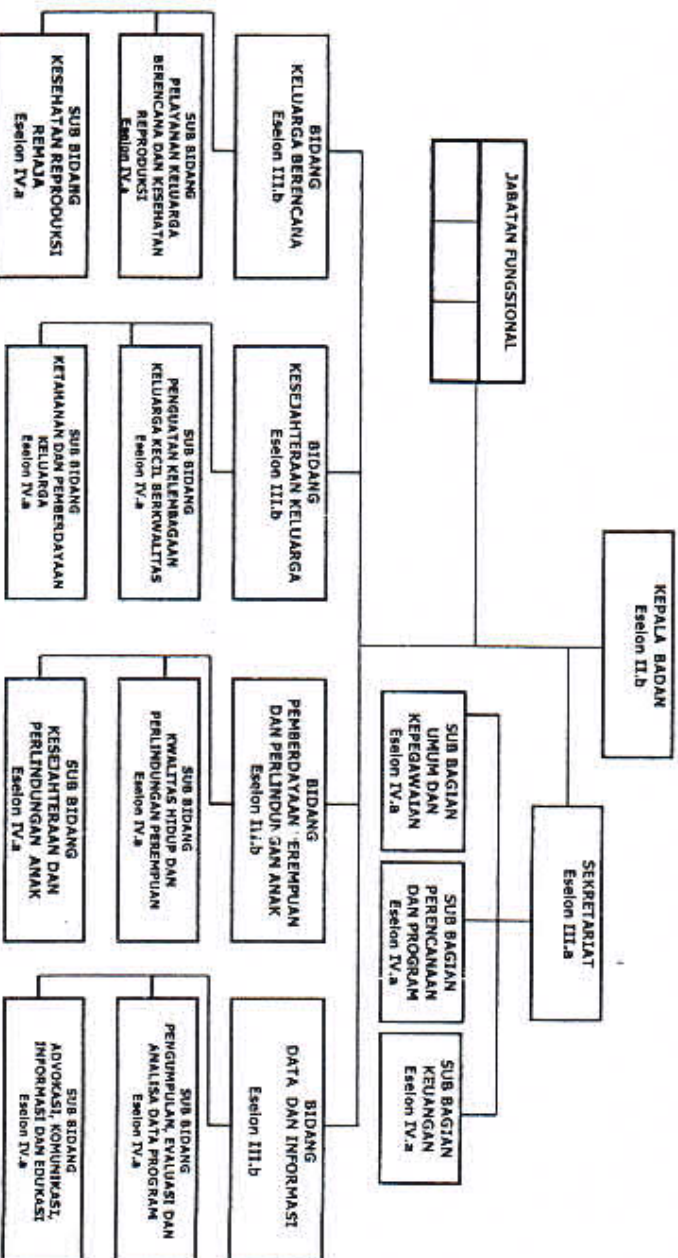 KEPALA BADAN
Eselon II.b
JABATAN FUNGSIONAL
SEKRETARIAT
Eselon III.a
SUB BAGIAN
UMUM DAN
KEPEGAWAIAN
Eselon IV.a
SUB BAGIAN
PERENCANAAN
DAN PROGRAM
Eselon IV.a
SUB BAGIAN
KEUANGAN
Eselon IV.a
BIDANG
KELUARGA BERENCANA
Eselon III.b
BIDANG
KESEJAHTERAAN KELUARGA
Eselon III.b
BIDANG
PEMBERDAYAAN PEREMPUAN
DAN PERLINDUNGAN ANAK
Eselon III.b
BIDANG
DATA DAN INFORMASI
Eselon III.b
SUB BIDANG
PELAYANAN KELUARGA
BERENCANA DAN KESEHATAN
REPRODUKSI
Eselon IV.a
SUB BIDANG
PENGUATAN KELEMBAGAAN
KELUARGA KECIL BERKWALITAS
Eselon IV.a
SUB BIDANG
KWALITAS HIDUP DAN
PERLINDUNGAN PEREMPUAN
Eselon IV.a
SUB BIDANG
PENGUMPULAN, EVALUASI DAN
ANALISA DATA PROGRAM
Eselon IV.a
SUB BIDANG
KESEHATAN REPRODUKSI
REMAJA
Eselon IV.a
SUB BIDANG
KETAHANAN DAN PEMBERDAYAAN
KELUARGA
Eselon IV.a
SUB BIDANG
KESEJAHTERAAN DAN
PERLINDUNGAN ANAK
Eselon IV.a
SUB BIDANG
ADVOKASI, KOMUNIKASI,
INFORMASI DAN EDUKASI
Eselon IV.a